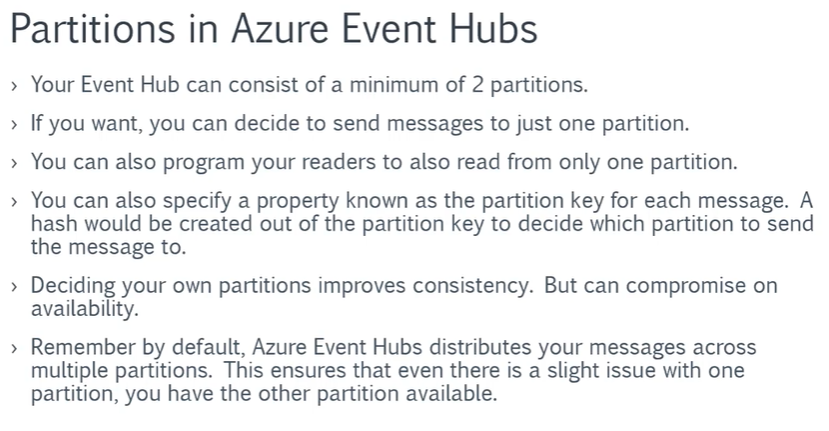 Partitions in Azure Event Hubs
› Your Event Hub can consist of a minimum of 2 partitions.
› If you want, you can decide to send messages to just one partition.
› You can also program your readers to also read from only one partition.
› You can also specify a property known as the partition key for each message. A
hash would be created out of the partition key to decide which partition to send
the message to.
› Deciding your own partitions improves consistency. But can compromise on
availability.
› Remember by default, Azure Event Hubs distributes your messages across
multiple partitions. This ensures that even there is a slight issue with one
partition, you have the other partition available.